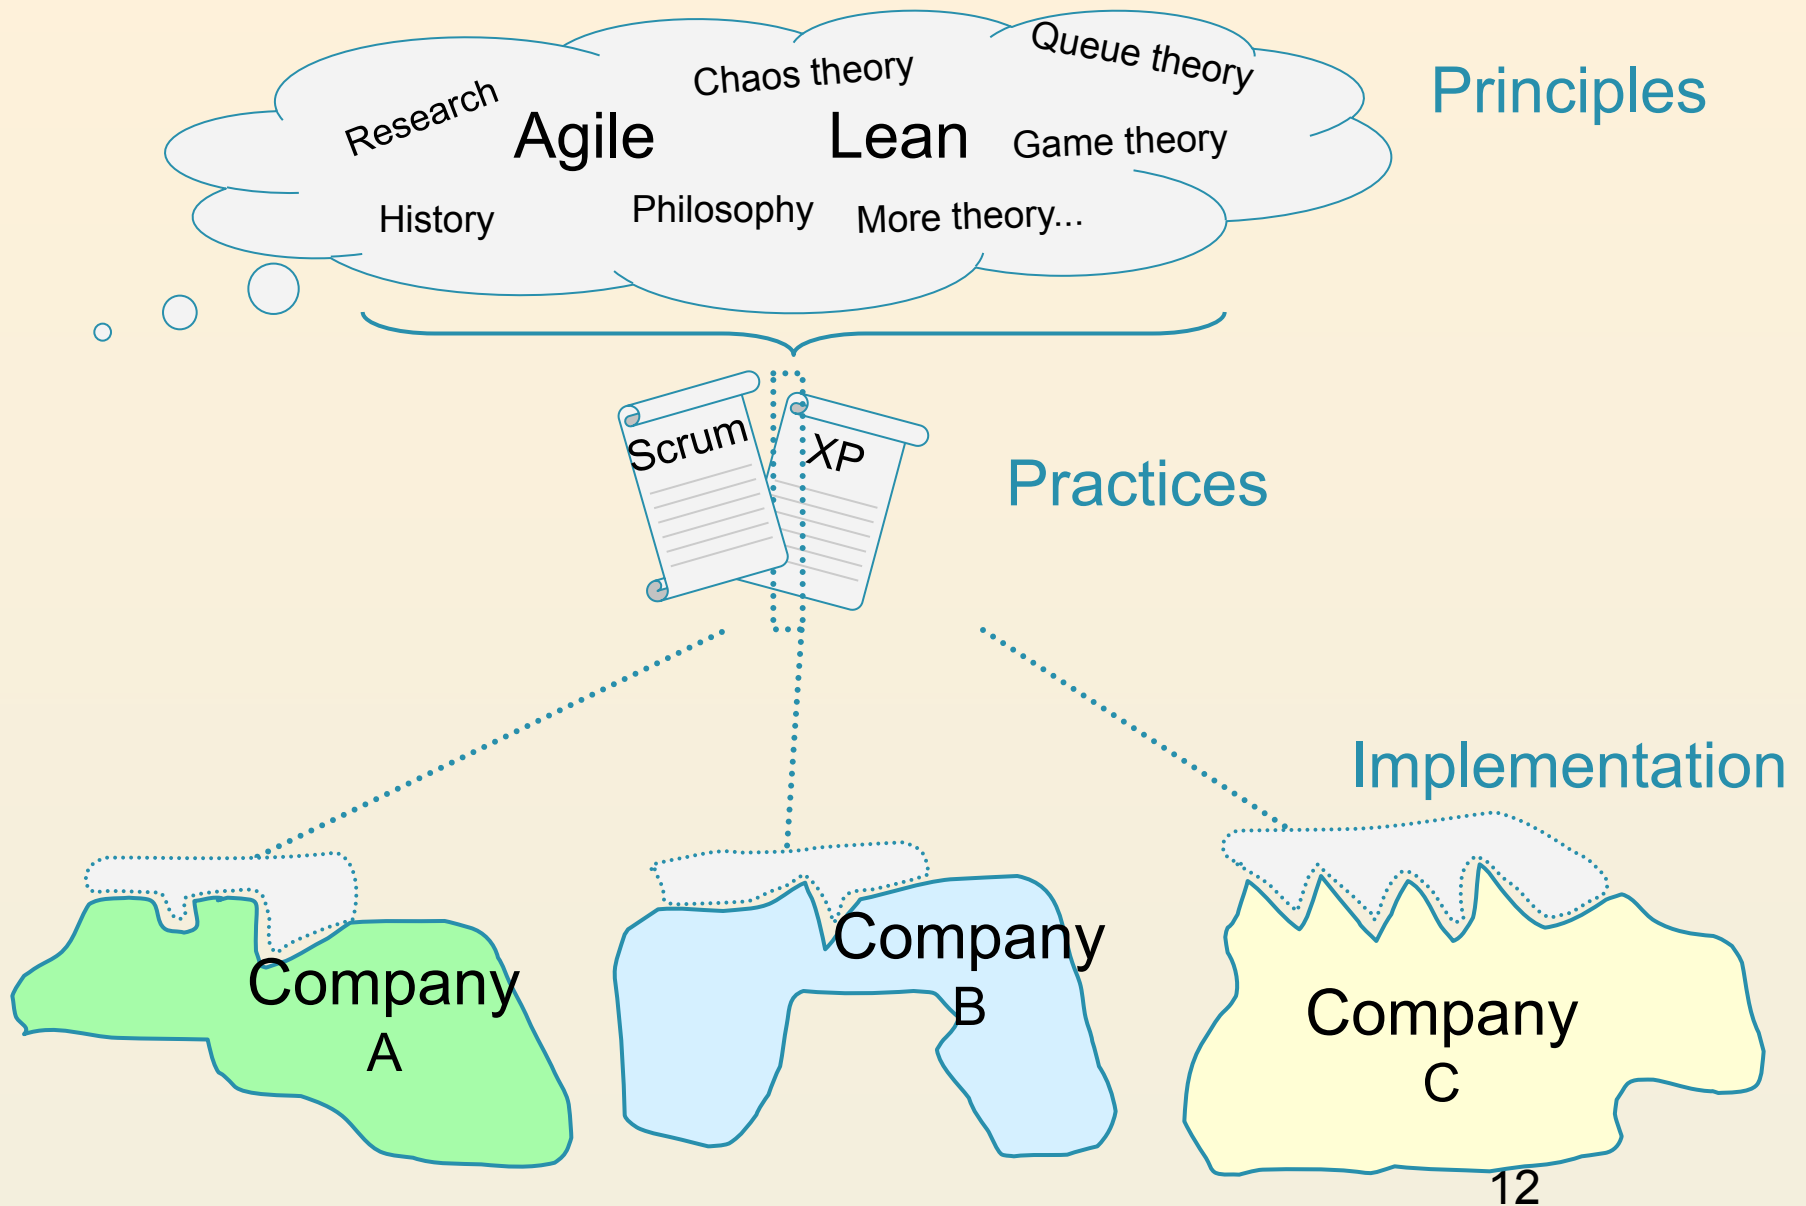 Queue theory
Chaos theory
Principles
Research
Agile
Lean
Game theory
History
Philosophy
More theory...
Scrum
XP
Practices
Implementation
Company
A
Company
B
Company
C
12